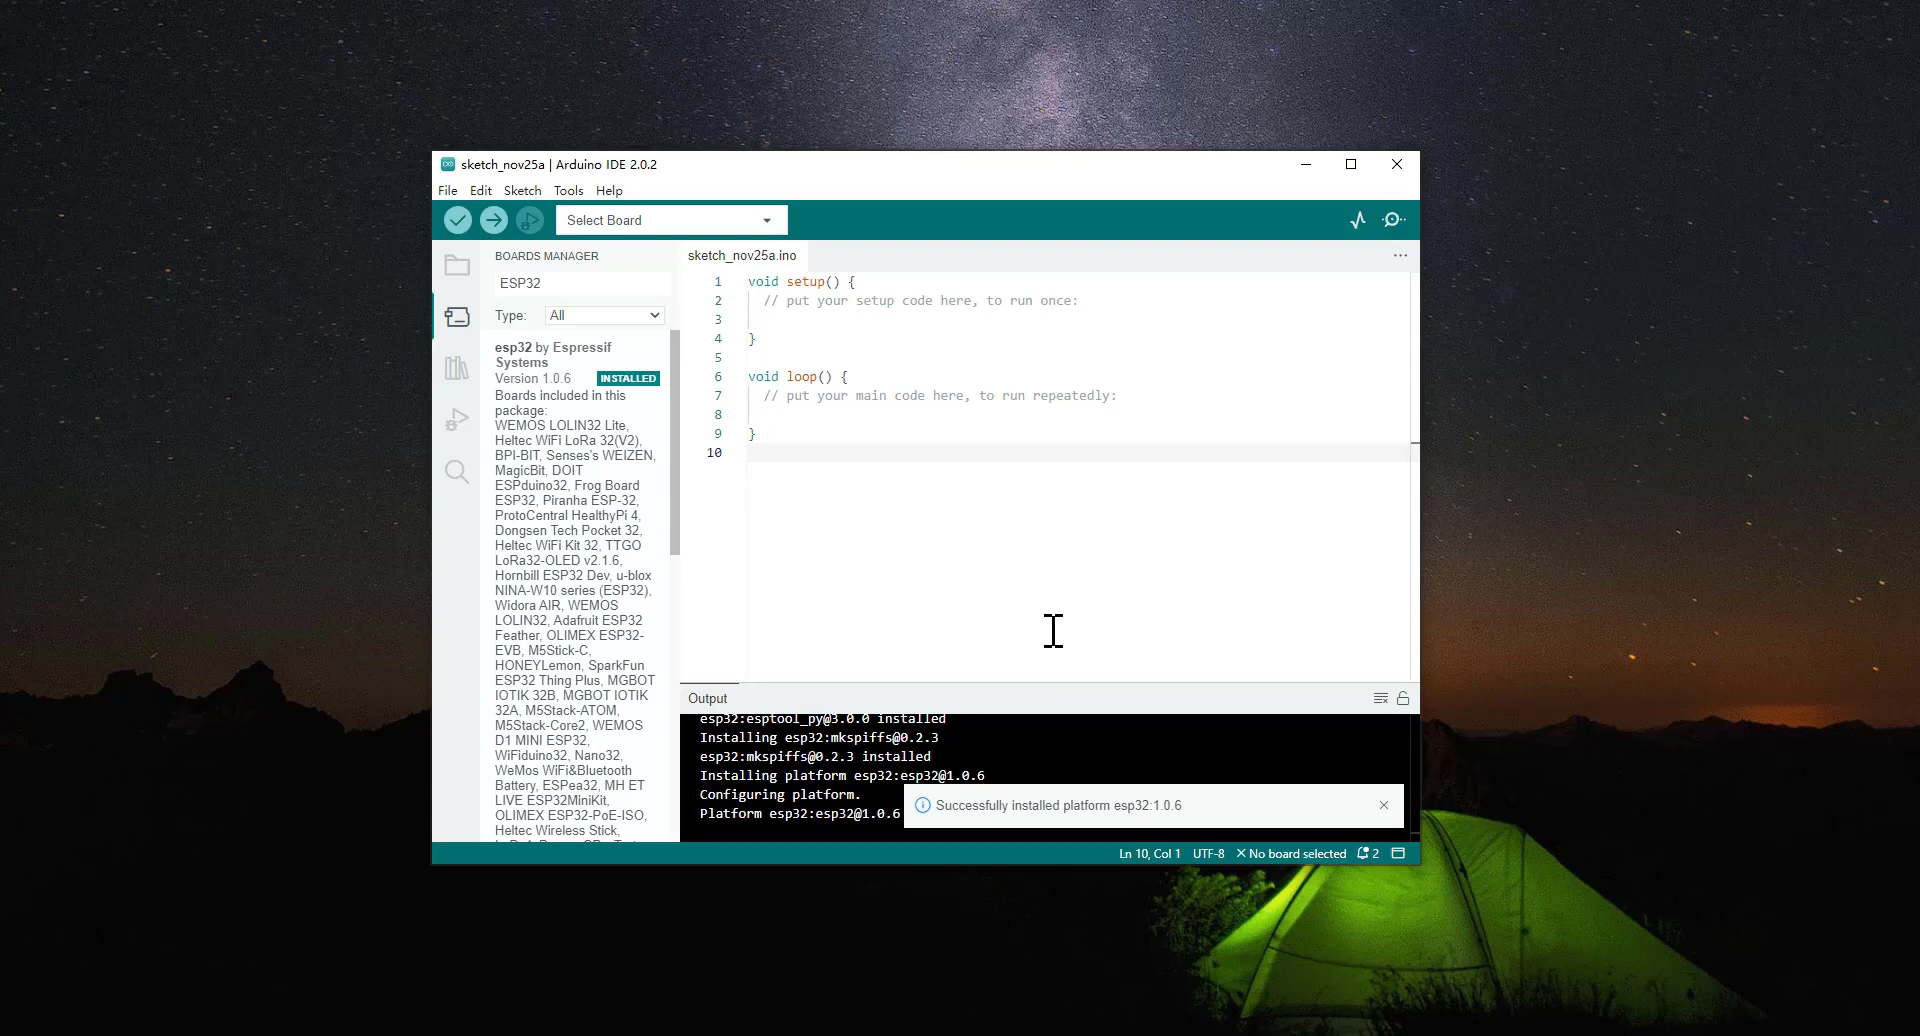 sketch_nov25a | Arduino IDE 2.0.2
File Edit Sketch Tools Help
Select Board
BOARDS MANAGER
ESP32
Type: All
esp32 by Espressif
Systems
Version 1.0.6 INSTALLED
Boards included in this
package:
WEMOS LOLIN32 Lite,
Heltec WiFi LoRa 32(V2),
BPI-BIT, Senses's WEIZEN,
MagicBit, DOIT
ESPduino32, Frog Board
ESP32, Piranha ESP-32,
ProtoCentral HealthyPi 4,
Dongsen Tech Pocket 32,
Heltec WiFi Kit 32, TTGO
LoRa32-OLED v2.1.6,
Hornbill ESP32 Dev, u-blox
NINA-W10 series (ESP32),
Widora AIR, WEMOS
LOLIN32, Adafruit ESP32
Feather, OLIMEX ESP32-
EVB, M5Stick-C,
HONEYLemon, SparkFun
ESP32 Thing Plus, MGBOT
IOTIK 32B, MGBOT IOTIK
32A, M5Stack-ATOM,
M5Stack-Core2, WEMOS
D1 MINI ESP32,
WiFiduino32, Nano32,
WeMos WiFi&Bluetooth
Battery, ESPea32, MH ET
LIVE ESP32MiniKit,
OLIMEX ESP32-PoE-ISO,
Heltec Wireless Stick,
sketch_nov25a.ino
1 void setup() {
2 // put your setup code here, to run once:
3
4 }
5
6 void loop() {
7 // put your main code here, to run repeatedly:
8
9 }
10
Output
esp32:esptool_py@3.0.0 installed
Installing esp32:mkspiffs@0.2.3
esp32:mkspiffs@0.2.3 installed
Installing platform esp32:esp32@1.0.6
Configuring platform.
Platform esp32:esp32@1.0.6
Successfully installed platform esp32:1.0.6
Ln 10, Col 1 UTF-8 No board selected 2